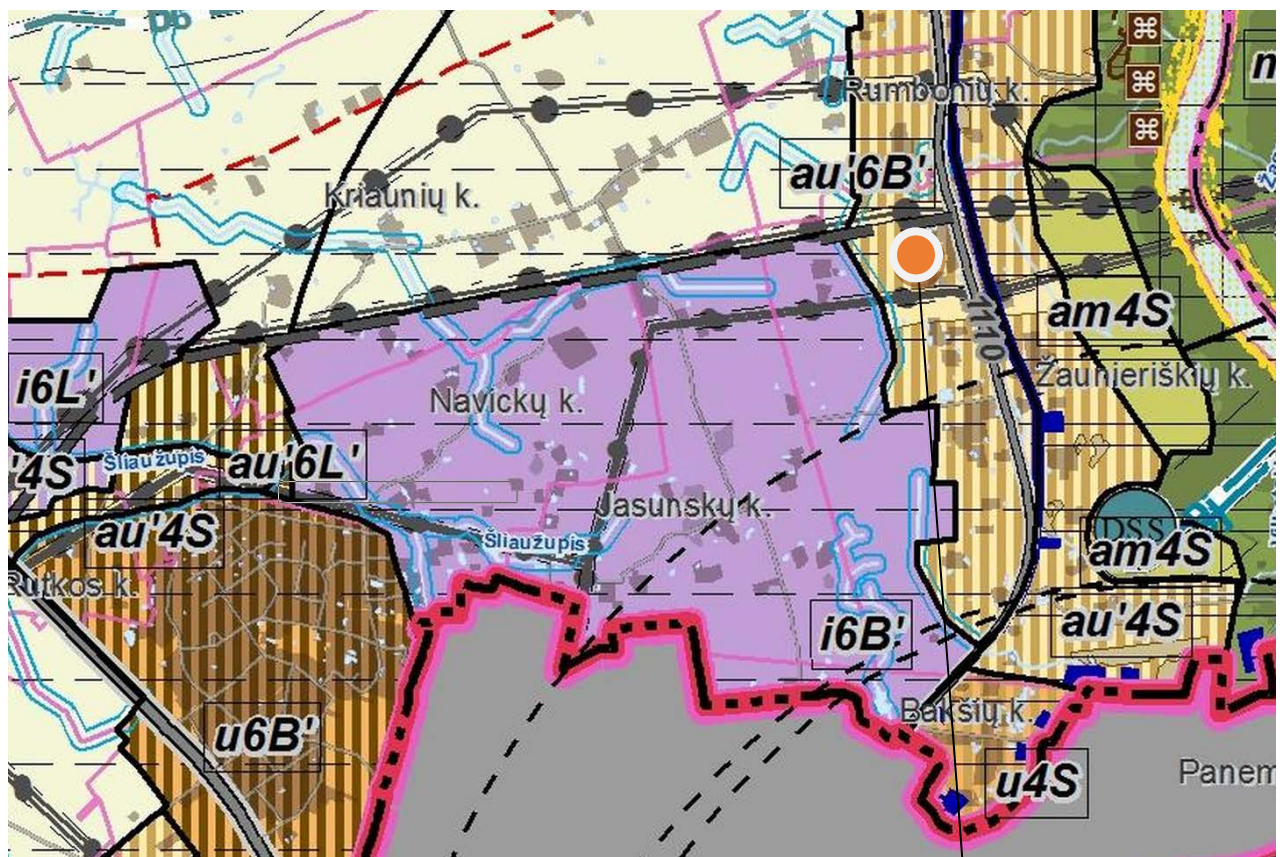 Db
Rumbonių k.
au'6B'
Kriaunių k.
1110
am4S
Žaunieriškių k.
i6L'
Navickų k.
'4S
Šliaužupis
au'6L'
Jasunskų k.
DSS
au'4S
Šliaužupis
am4S
Rutkos k.
i6B'
au'4S
Bakšių k.
u6B'
u4S
Panem